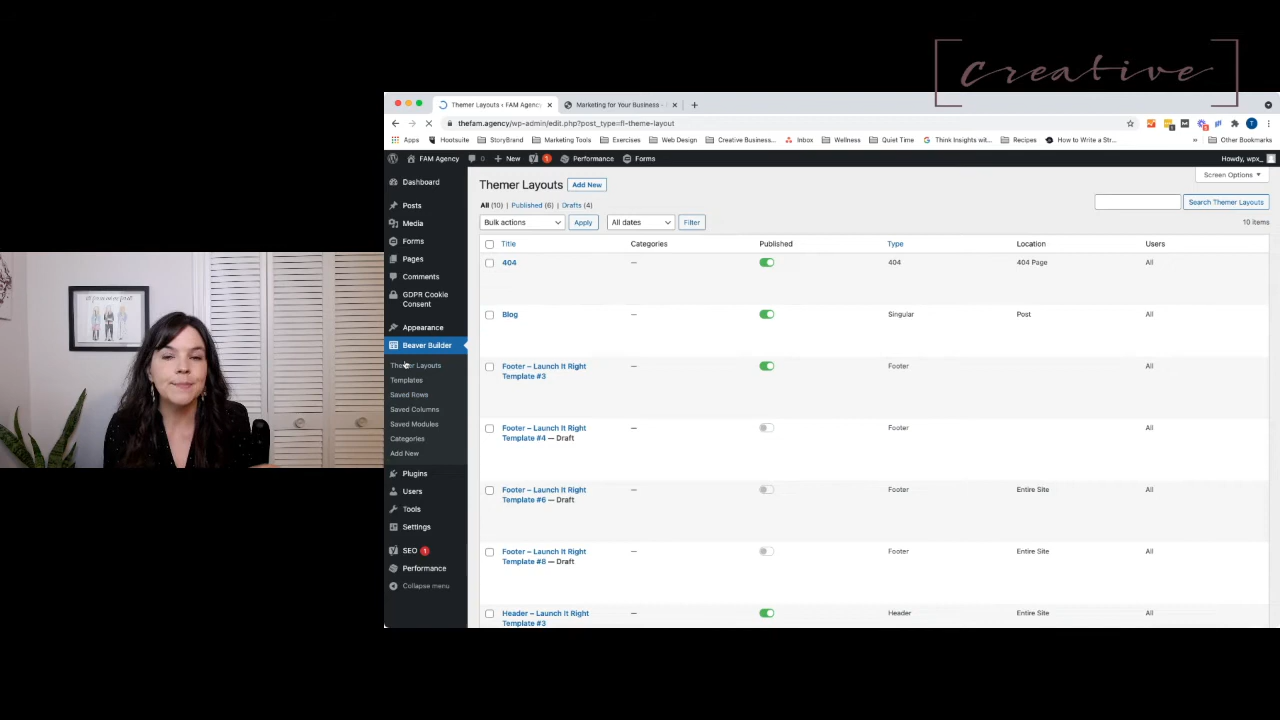 Creative
Themer Layouts ‹ FAM Agency
Marketing for Your Business -
thefam.agency/wp-admin/edit.php?post_type=fl-theme-layout
Apps Hootsuite StoryBrand Marketing Tools Exercises Web Design Creative Business... Inbox Wellness Quiet Time Think Insights wi... Recipes How to Write a Str... » Other Bookmarks
FAM Agency 0 + New 1 Performance Forms Howdy, wpx_
Dashboard
Posts
Media
Forms
Pages
Comments
GDPR Cookie
Consent
Appearance
Beaver Builder
Themer Layouts
Templates
Saved Rows
Saved Columns
Saved Modules
Categories
Add New
Plugins
Users
Tools
Settings
SEO 1
Performance
Collapse menu
Screen Options
Themer Layouts Add New
All (10) | Published (6) | Drafts (4)
Search Themer Layouts
Bulk actions Apply All dates Filter
10 items
Title Categories Published Type Location Users
404 — 404 404 Page All
Blog — Singular Post All
Footer – Launch It Right — Footer All
Template #3
Footer – Launch It Right — Footer All
Template #4 — Draft
Footer – Launch It Right — Footer Entire Site All
Template #6 — Draft
Footer – Launch It Right — Footer Entire Site All
Template #8 — Draft
Header – Launch It Right — Header Entire Site All
Template #3